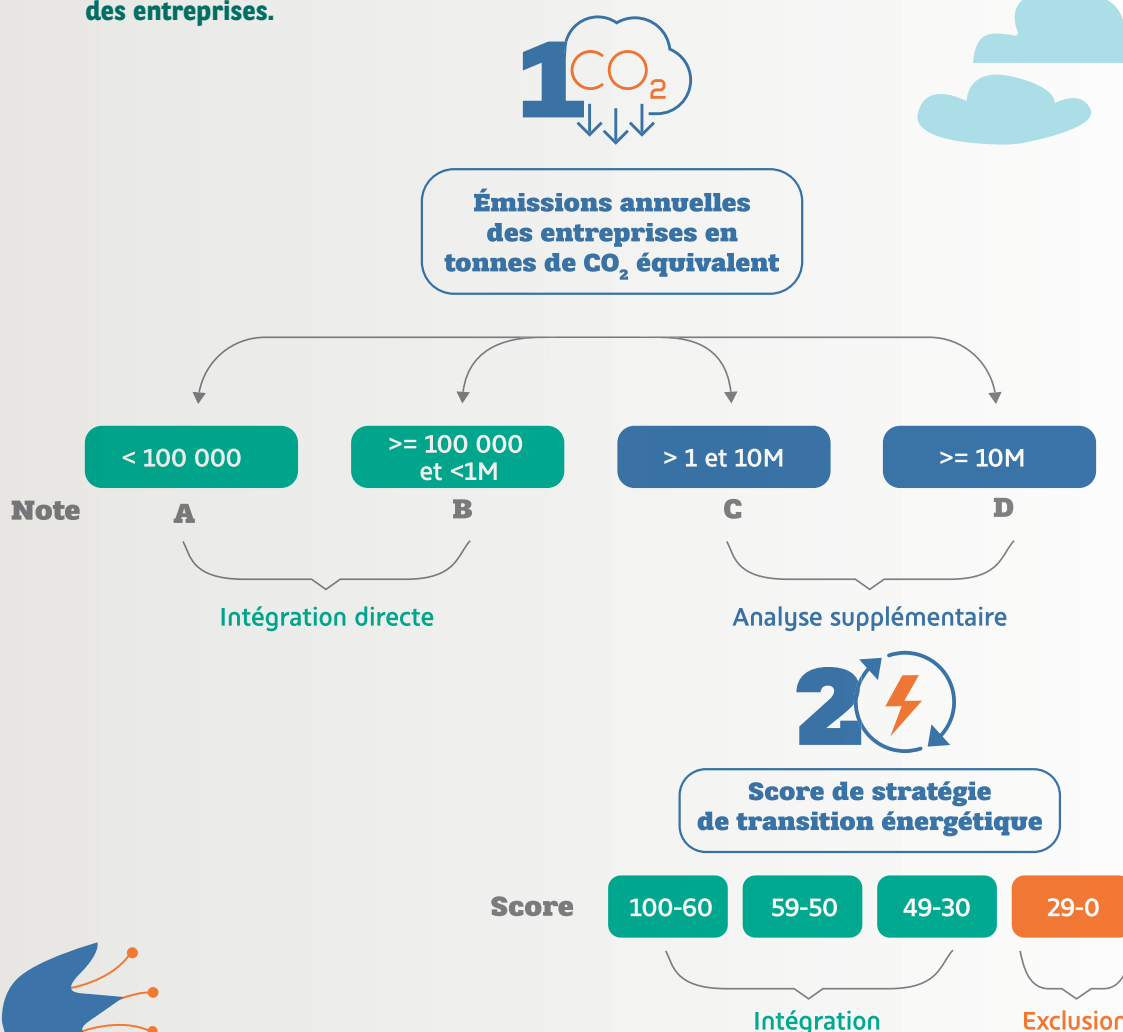 des entreprises.
1 CO₂
Émissions annuelles
des entreprises en
tonnes de CO₂ équivalent
< 100 000
>= 100 000
et <1M
> 1 et 10M
>= 10M
Note A B C D
Intégration directe
Analyse supplémentaire
2
Score de stratégie
de transition énergétique
Score 100-60 59-50 49-30 29-0
Intégration
Exclusion